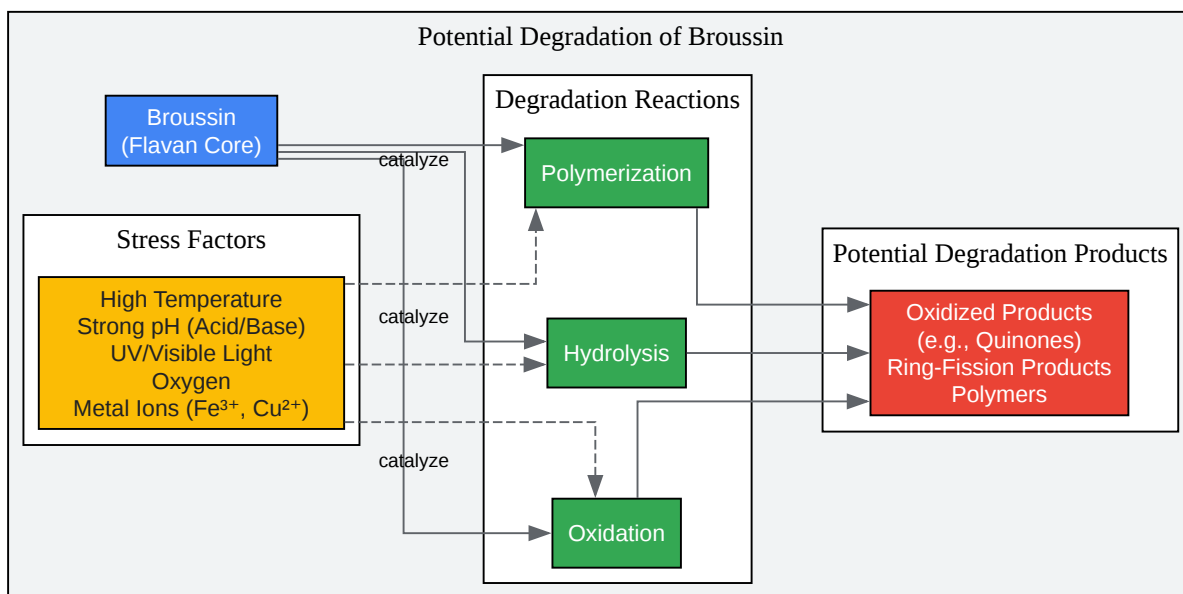 Potential Degradation of Broussin
Broussin
(Flavan Core)
Stress Factors
High Temperature
Strong pH (Acid/Base)
UV/Visible Light
Oxygen
Metal Ions (Fe³⁺, Cu²⁺)
catalyze
catalyze
catalyze
Degradation Reactions
Polymerization
Hydrolysis
Oxidation
Potential Degradation Products
Oxidized Products
(e.g., Quinones)
Ring-Fission Products
Polymers